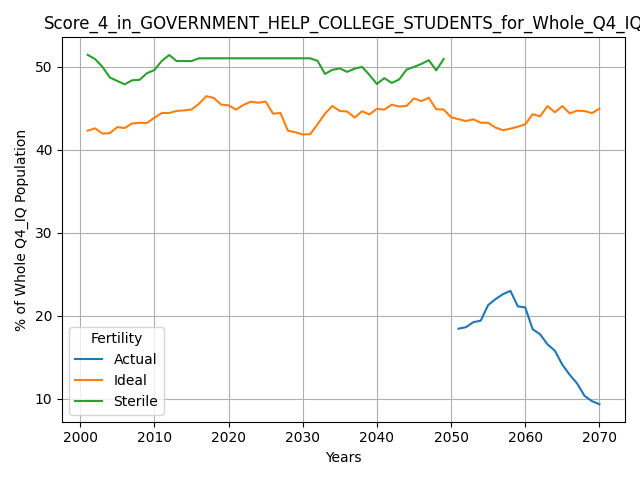 Score_4_in_GOVERNMENT_HELP_COLLEGE_STUDENTS_for_Whole_Q4_IQ
% of Whole Q4_IQ Population
50
40
30
20
10
Fertility
Actual
Ideal
Sterile
2000 2010 2020 2030 2040 2050 2060 2070
Years